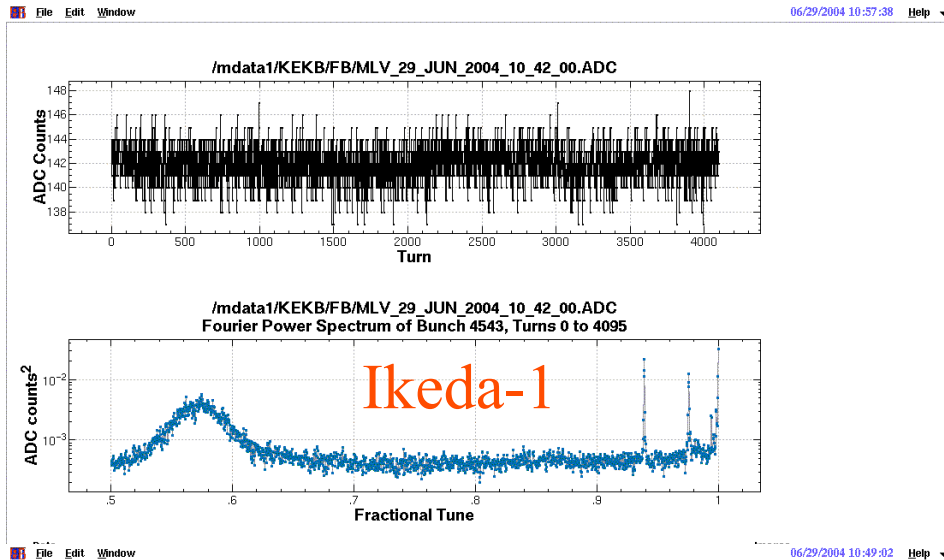 File Edit Window 06/29/2004 10:57:38 Help
/mdata1/KEKB/FB/MLV_29_JUN_2004_10_42_00.ADC
148
146
144
142
140
138
ADC Counts
0 500 1000 1500 2000 2500 3000 3500 4000
Turn
/mdata1/KEKB/FB/MLV_29_JUN_2004_10_42_00.ADC
Fourier Power Spectrum of Bunch 4543, Turns 0 to 4095
Ikeda-1
10⁻²
10⁻³
ADC counts²
.5 .6 .7 .8 .9 1
Fractional Tune
File Edit Window 06/29/2004 10:49:02 Help